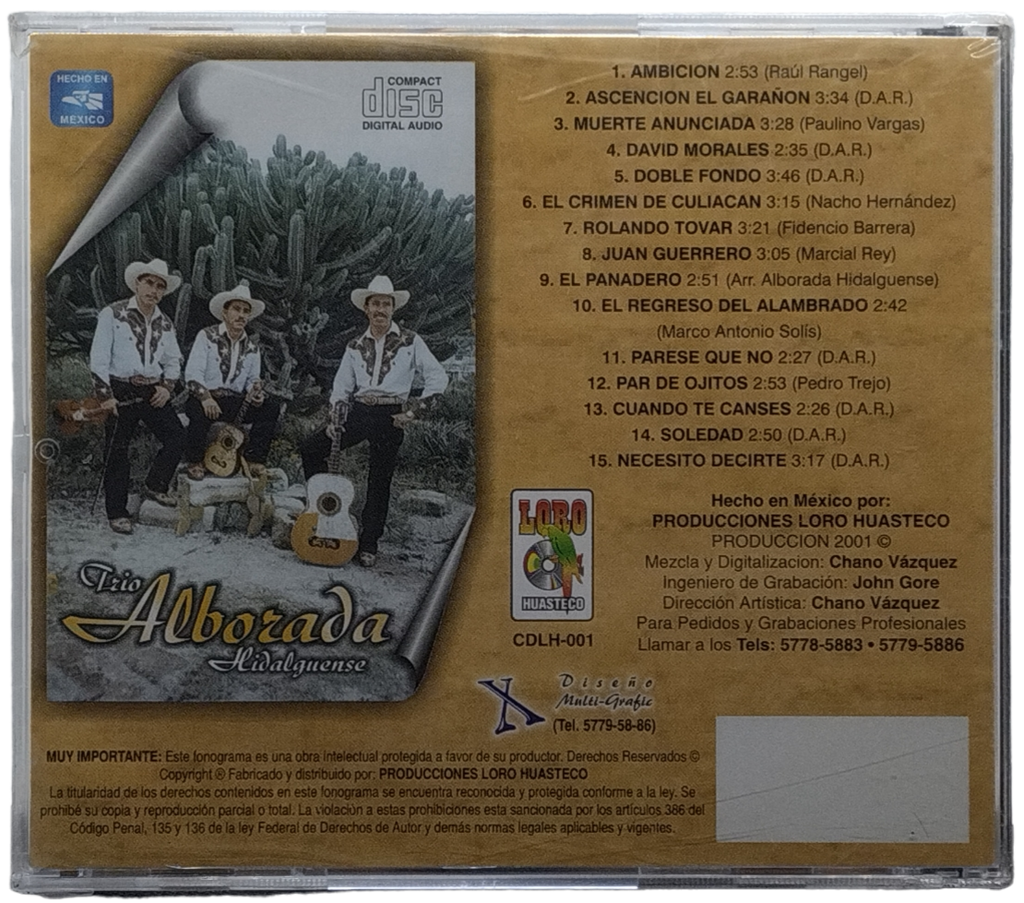 HECHO EN
MEXICO
COMPACT
disc
DIGITAL AUDIO
1. AMBICION 2:53 (Raúl Rangel)
2. ASCENCION EL GARAÑON 3:34 (D.A.R.)
3. MUERTE ANUNCIADA 3:28 (Paulino Vargas)
4. DAVID MORALES 2:35 (D.A.R.)
5. DOBLE FONDO 3:46 (D.A.R.)
6. EL CRIMEN DE CULIACAN 3:15 (Nacho Hernández)
7. ROLANDO TOVAR 3:21 (Fidencio Barrera)
8. JUAN GUERRERO 3:05 (Marcial Rey)
9. EL PANADERO 2:51 (Arr. Alborada Hidalguense)
10. EL REGRESO DEL ALAMBRADO 2:42
(Marco Antonio Solís)
11. PARESE QUE NO 2:27 (D.A.R.)
12. PAR DE OJITOS 2:53 (Pedro Trejo)
13. CUANDO TE CANSES 2:26 (D.A.R.)
14. SOLEDAD 2:50 (D.A.R.)
15. NECESITO DECIRTE 3:17 (D.A.R.)
Trio
Alborada
Hidalguense
LORO
HUASTECO
CDLH-001
Hecho en México por:
PRODUCCIONES LORO HUASTECO
PRODUCCION 2001 ©
Mezcla y Digitalizacion: Chano Vázquez
Ingeniero de Grabación: John Gore
Dirección Artística: Chano Vázquez
Para Pedidos y Grabaciones Profesionales
Llamar a los Tels: 5778-5883 • 5779-5886
X
Diseño
Multi-Grafic
(Tel. 5779-58-86)
MUY IMPORTANTE: Este fonograma es una obra intelectual protegida a favor de su productor. Derechos Reservados ©
Copyright ® Fabricado y distribuido por: PRODUCCIONES LORO HUASTECO
La titularidad de los derechos contenidos en este fonograma se encuentra reconocida y protegida conforme a la ley. Se
prohibé su copia y reproducción parcial o total. La violación a estas prohibiciones esta sancionada por los artículos 386 del
Código Penal, 135 y 136 de la ley Federal de Derechos de Autor y demás normas legales aplicables y vigentes.